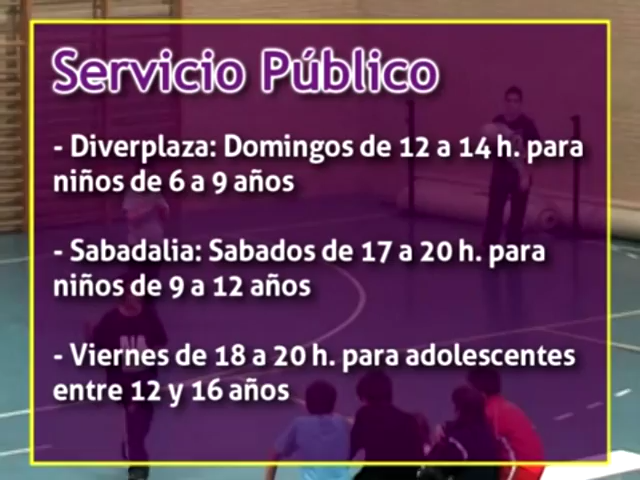 Servicio Público
- Diverplaza: Domingos de 12 a 14 h. para
niños de 6 a 9 años
- Sabadalia: Sabados de 17 a 20 h. para
niños de 9 a 12 años
- Viernes de 18 a 20 h. para adolescentes
entre 12 y 16 años